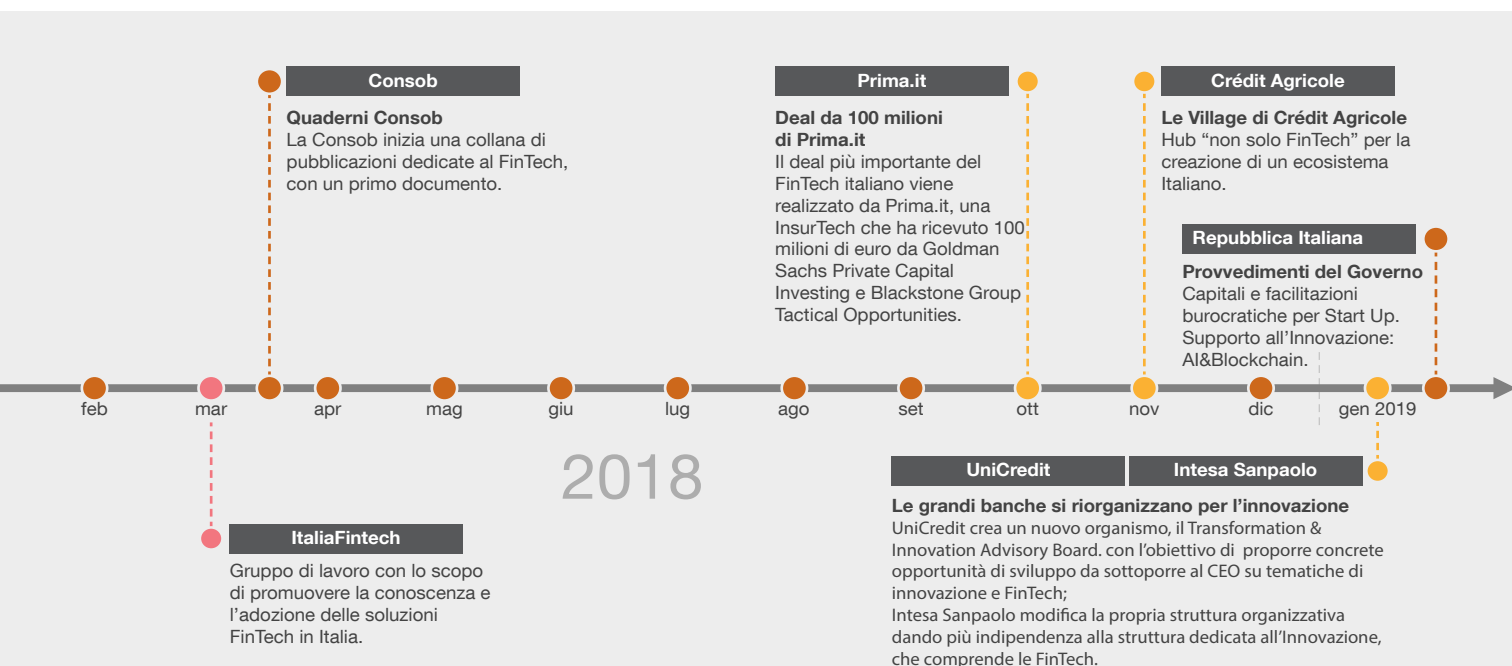 Consob
Quaderni Consob
La Consob inizia una collana di
pubblicazioni dedicate al FinTech,
con un primo documento.
Prima.it
Deal da 100 milioni
di Prima.it
Il deal più importante del
FinTech italiano viene
realizzato da Prima.it, una
InsurTech che ha ricevuto 100
milioni di euro da Goldman
Sachs Private Capital
Investing e Blackstone Group
Tactical Opportunities.
Crédit Agricole
Le Village di Crédit Agricole
Hub “non solo FinTech” per la
creazione di un ecosistema
Italiano.
Repubblica Italiana
Provvedimenti del Governo
Capitali e facilitazioni
burocratiche per Start Up.
Supporto all’Innovazione:
AI&Blockchain.
feb mar apr mag giu lug ago set ott nov dic gen 2019
2018
ItaliaFintech
Gruppo di lavoro con lo scopo
di promuovere la conoscenza e
l’adozione delle soluzioni
FinTech in Italia.
UniCredit Intesa Sanpaolo
Le grandi banche si riorganizzano per l’innovazione
UniCredit crea un nuovo organismo, il Transformation &
Innovation Advisory Board. con l’obiettivo di proporre concrete
opportunità di sviluppo da sottoporre al CEO su tematiche di
innovazione e FinTech;
Intesa Sanpaolo modifica la propria struttura organizzativa
dando più indipendenza alla struttura dedicata all’Innovazione,
che comprende le FinTech.